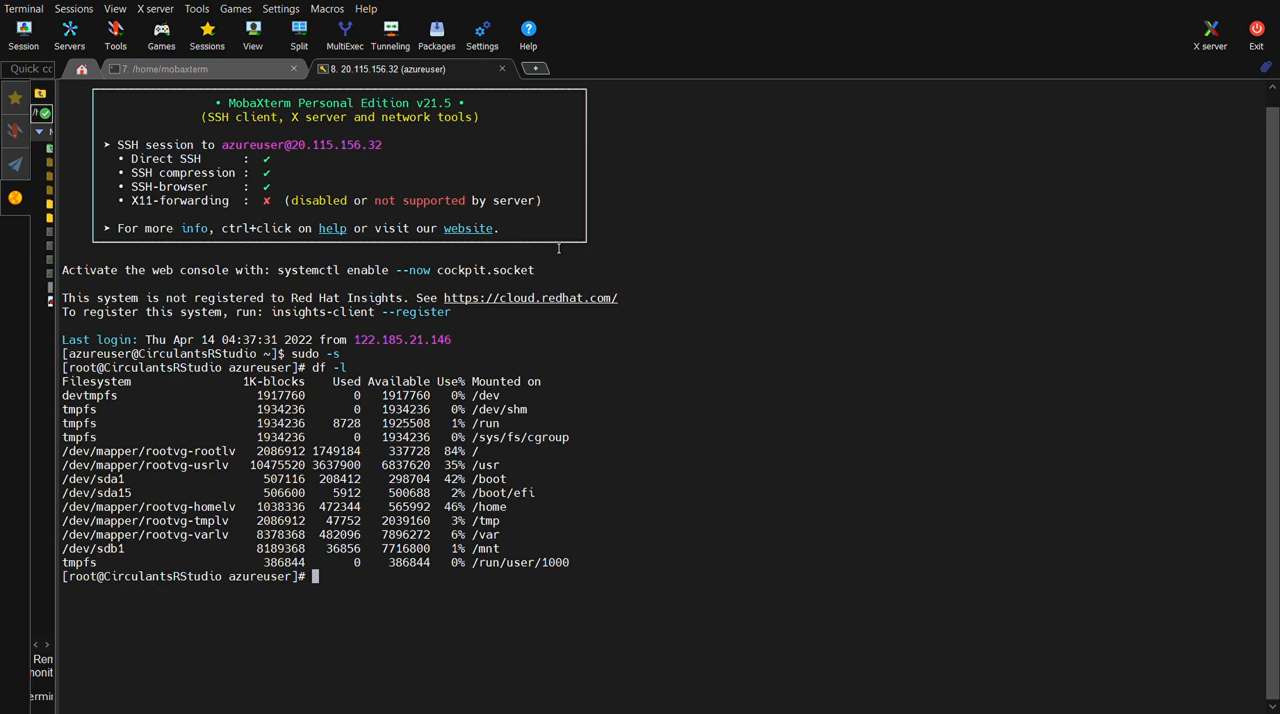 Terminal Sessions View X server Tools Games Settings Macros Help
Session Servers Tools Games Sessions View Split MultiExec Tunneling Packages Settings Help X server Exit
Quick co 7. /home/mobaxterm 8. 20.115.156.32 (azureuser)
• MobaXterm Personal Edition v21.5 •
(SSH client, X server and network tools)
➤ SSH session to azureuser@20.115.156.32
• Direct SSH : ✔
• SSH compression : ✔
• SSH-browser : ✔
• X11-forwarding : ✘ (disabled or not supported by server)
➤ For more info, ctrl+click on help or visit our website.
Activate the web console with: systemctl enable --now cockpit.socket
This system is not registered to Red Hat Insights. See https://cloud.redhat.com/
To register this system, run: insights-client --register
Last login: Thu Apr 14 04:37:31 2022 from 122.185.21.146
[azureuser@CirculantsRStudio ~]$ sudo -s
[root@CirculantsRStudio azureuser]# df -l
Filesystem 1K-blocks Used Available Use% Mounted on
devtmpfs 1917760 0 1917760 0% /dev
tmpfs 1934236 0 1934236 0% /dev/shm
tmpfs 1934236 8728 1925508 1% /run
tmpfs 1934236 0 1934236 0% /sys/fs/cgroup
/dev/mapper/rootvg-rootlv 2086912 1749184 337728 84% /
/dev/mapper/rootvg-usrlv 10475520 3637900 6837620 35% /usr
/dev/sda1 507116 208412 298704 42% /boot
/dev/sda15 506600 5912 500688 2% /boot/efi
/dev/mapper/rootvg-homelv 1038336 472344 565992 46% /home
/dev/mapper/rootvg-tmplv 2086912 47752 2039160 3% /tmp
/dev/mapper/rootvg-varlv 8378368 482096 7896272 6% /var
/dev/sdb1 8189368 36856 7716800 1% /mnt
tmpfs 386844 0 386844 0% /run/user/1000
[root@CirculantsRStudio azureuser]#
Rem
monit
ermi